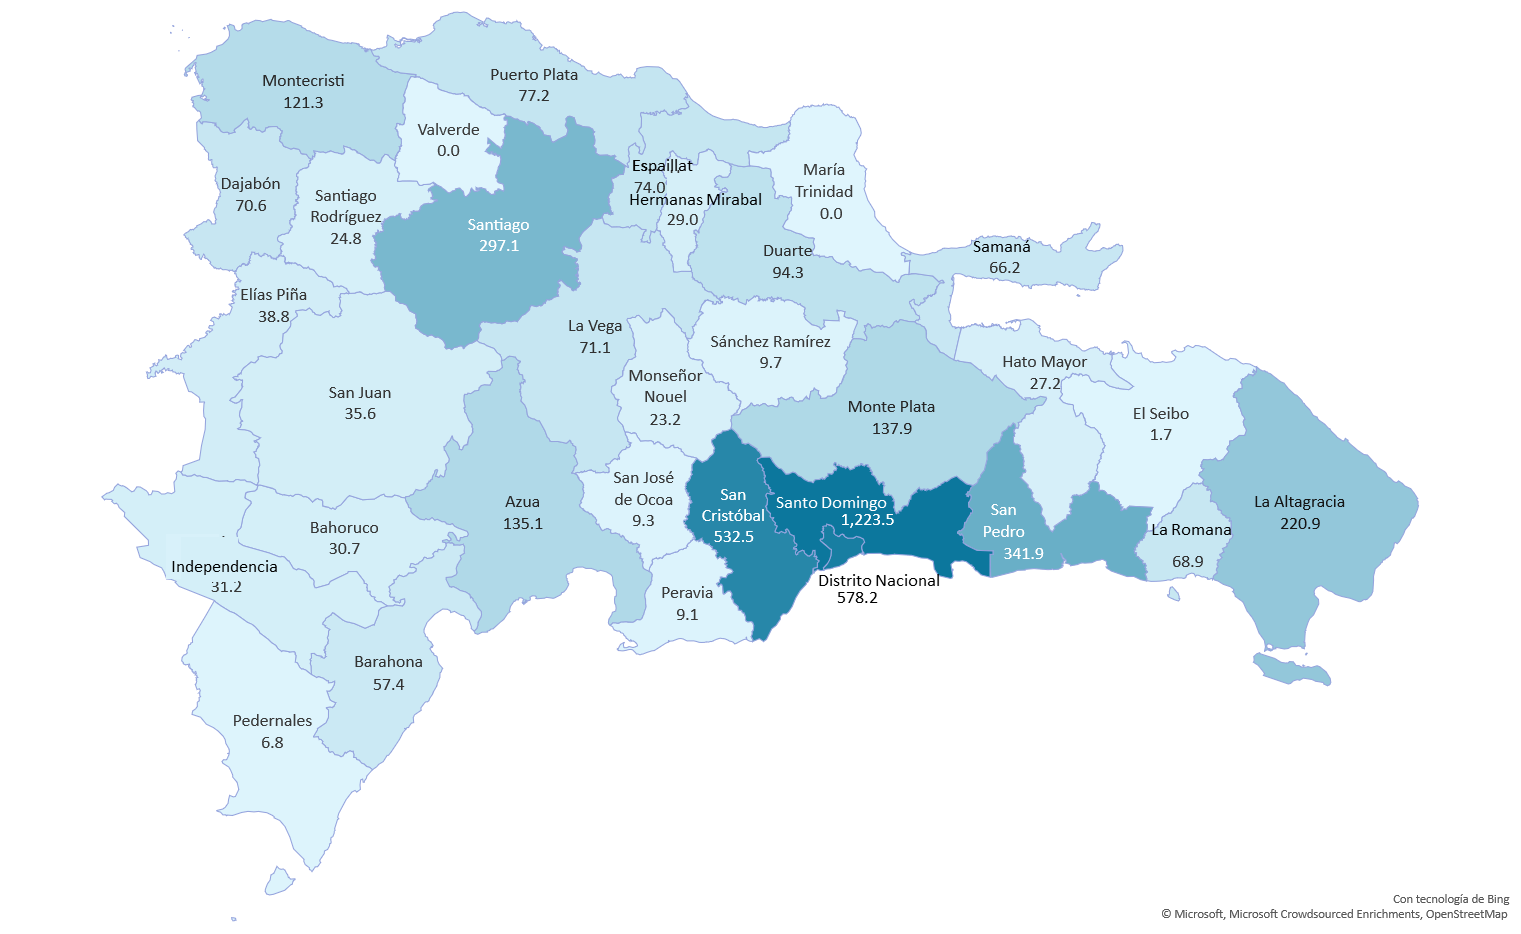 Montecristi
121.3
Puerto Plata
77.2
Valverde
0.0
Espaillat
74.0
María
Trinidad
0.0
Dajabón
70.6
Santiago
Rodríguez
24.8
Hermanas Mirabal
29.0
Santiago
297.1
Duarte
94.3
Samaná
66.2
Elías Piña
38.8
La Vega
71.1
Sánchez Ramírez
9.7
Hato Mayor
27.2
San Juan
35.6
Monseñor
Nouel
23.2
Monte Plata
137.9
El Seibo
1.7
San José
de Ocoa
9.3
San
Cristóbal
532.5
Santo Domingo
1,223.5
San
Pedro
341.9
La Altagracia
220.9
Azua
135.1
Bahoruco
30.7
La Romana
68.9
Independencia
31.2
Distrito Nacional
578.2
Peravia
9.1
Barahona
57.4
Pedernales
6.8
Con tecnología de Bing
© Microsoft, Microsoft Crowdsourced Enrichments, OpenStreetMap